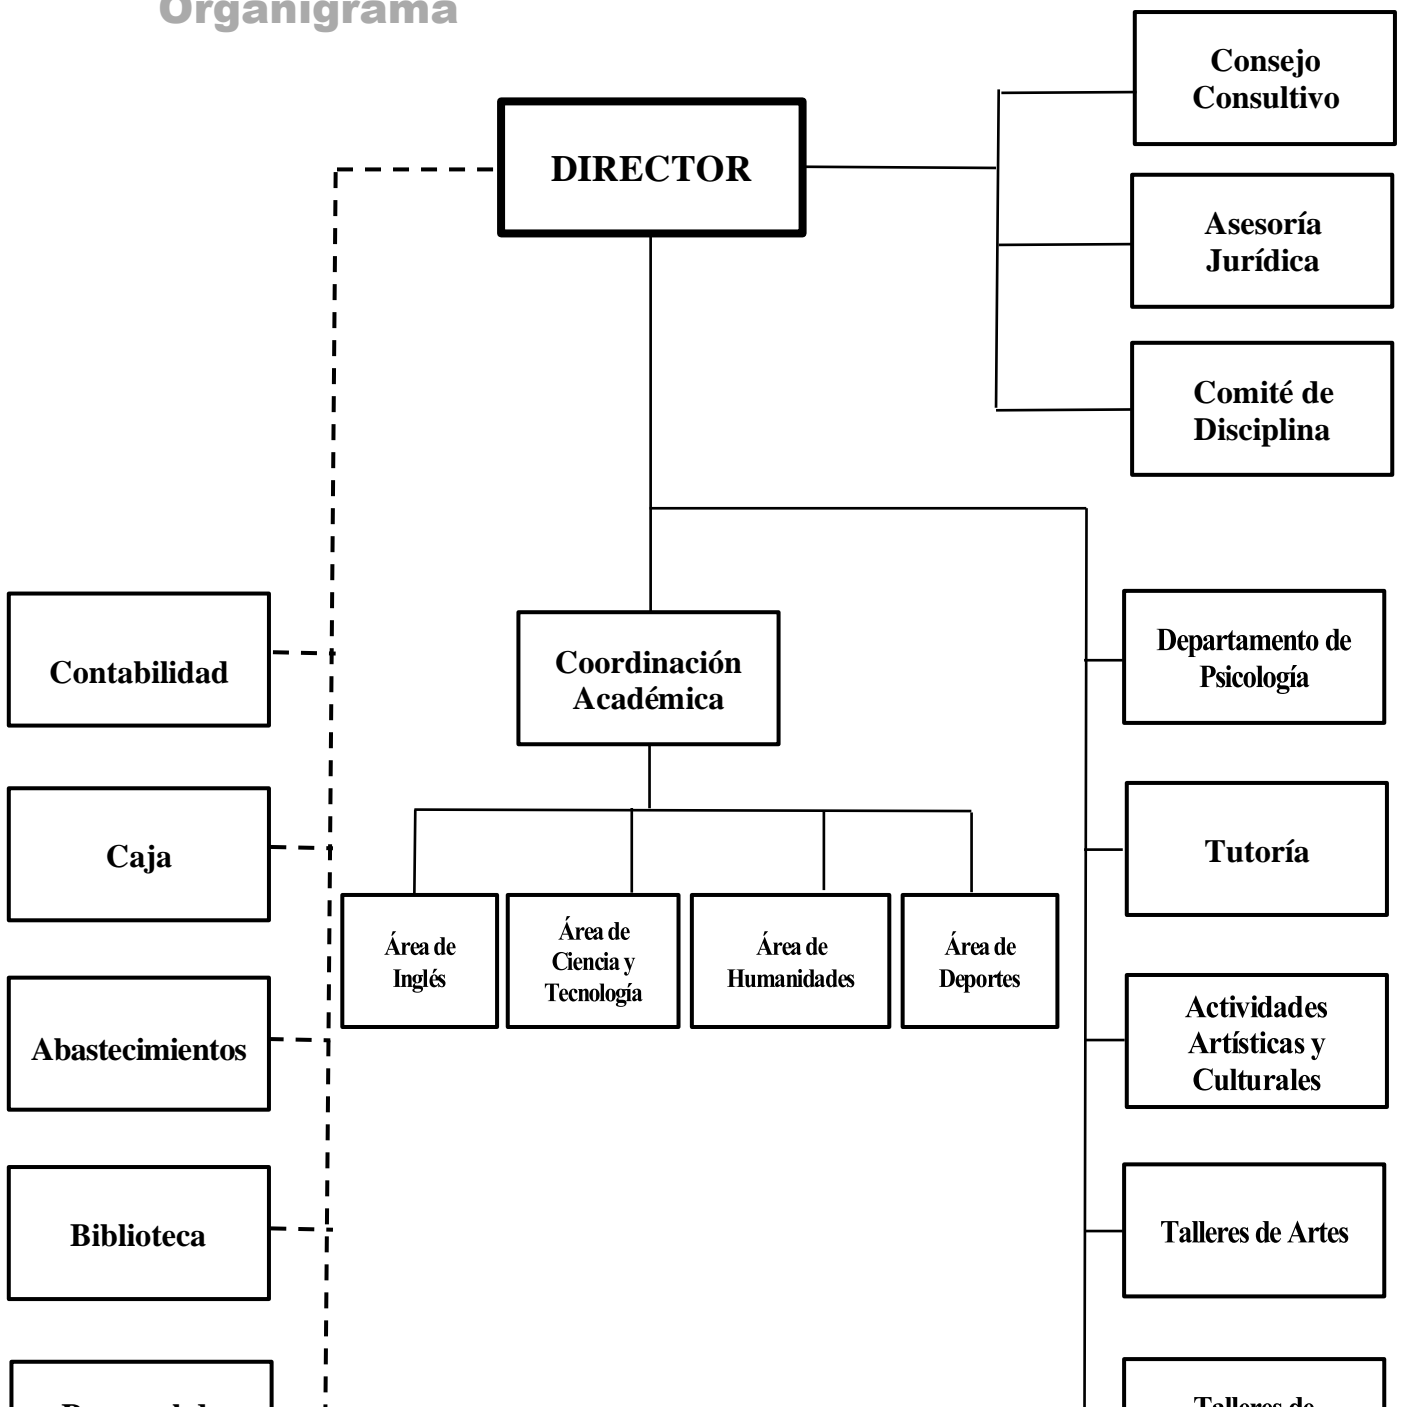 Organigrama
Consejo
Consultivo
DIRECTOR
Asesoría
Jurídica
Comité de
Disciplina
Contabilidad
Coordinación
Académica
Departamento de
Psicología
Caja
Tutoría
Área de
Inglés
Área de
Ciencia y
Tecnología
Área de
Humanidades
Área de
Deportes
Abastecimientos
Actividades
Artísticas y
Culturales
Biblioteca
Talleres de Artes
Talleres de